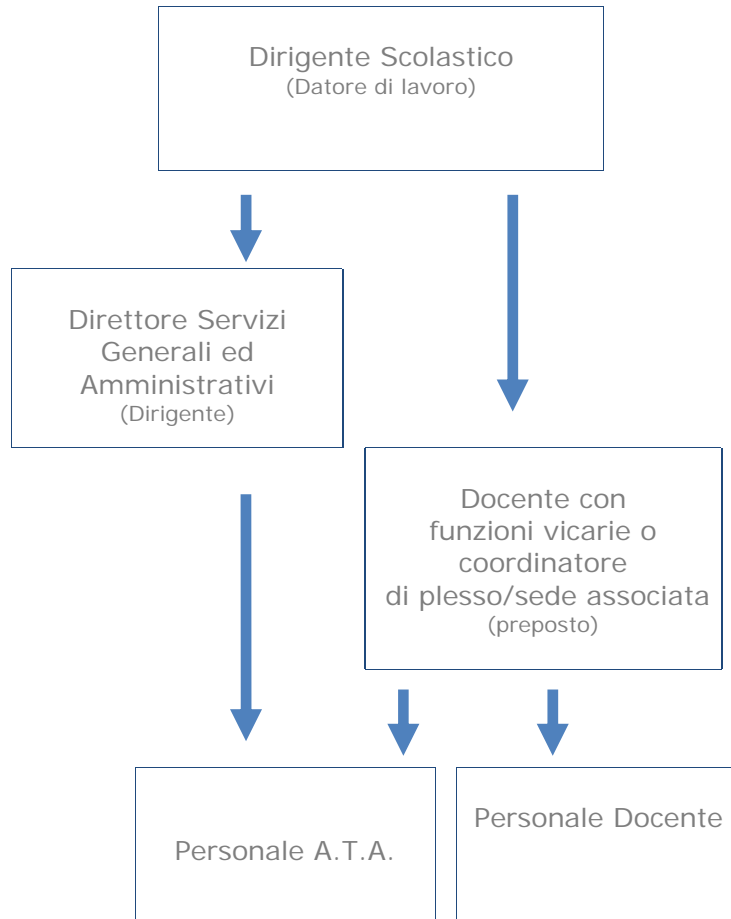 Dirigente Scolastico
(Datore di lavoro)
Direttore Servizi
Generali ed
Amministrativi
(Dirigente)
Docente con
funzioni vicarie o
coordinatore
di plesso/sede associata
(preposto)
Personale A.T.A.
Personale Docente